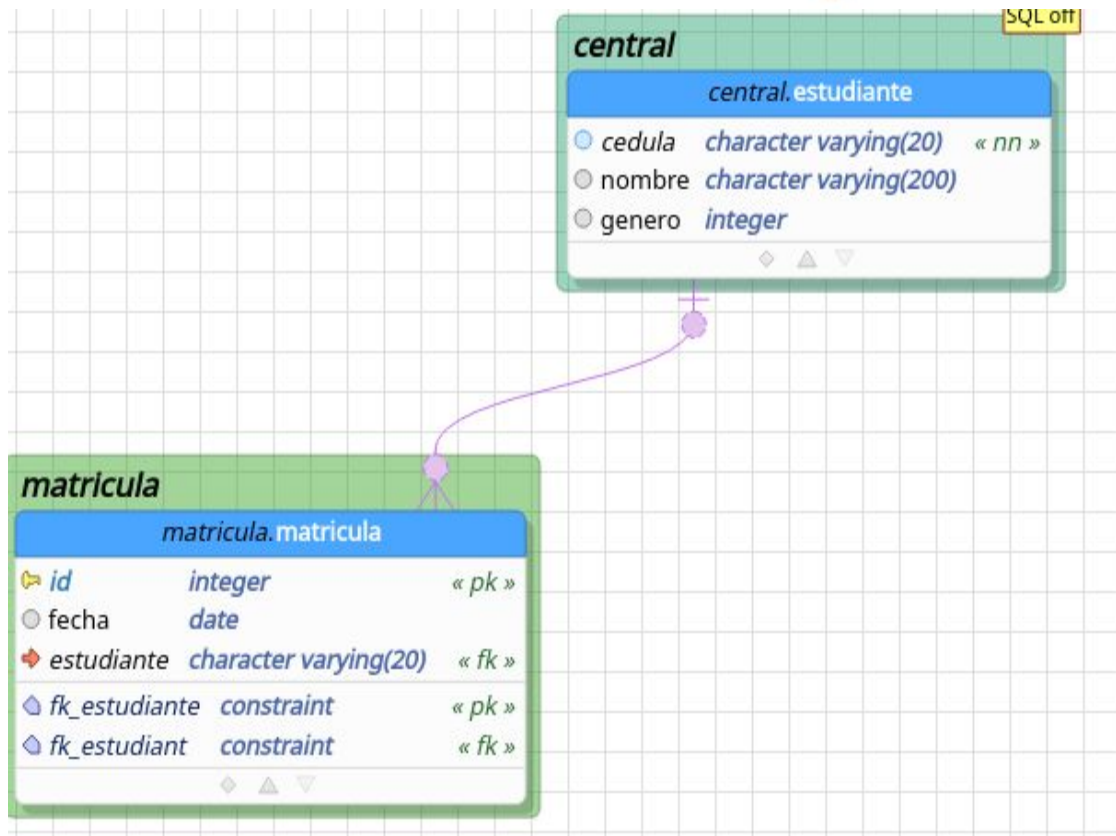 SQL off
central
central.estudiante
cedula character varying(20) « nn »
nombre character varying(200)
genero integer
matricula
matricula.matricula
id integer « pk »
fecha date
estudiante character varying(20) « fk »
fk_estudiante constraint « pk »
fk_estudiant constraint « fk »